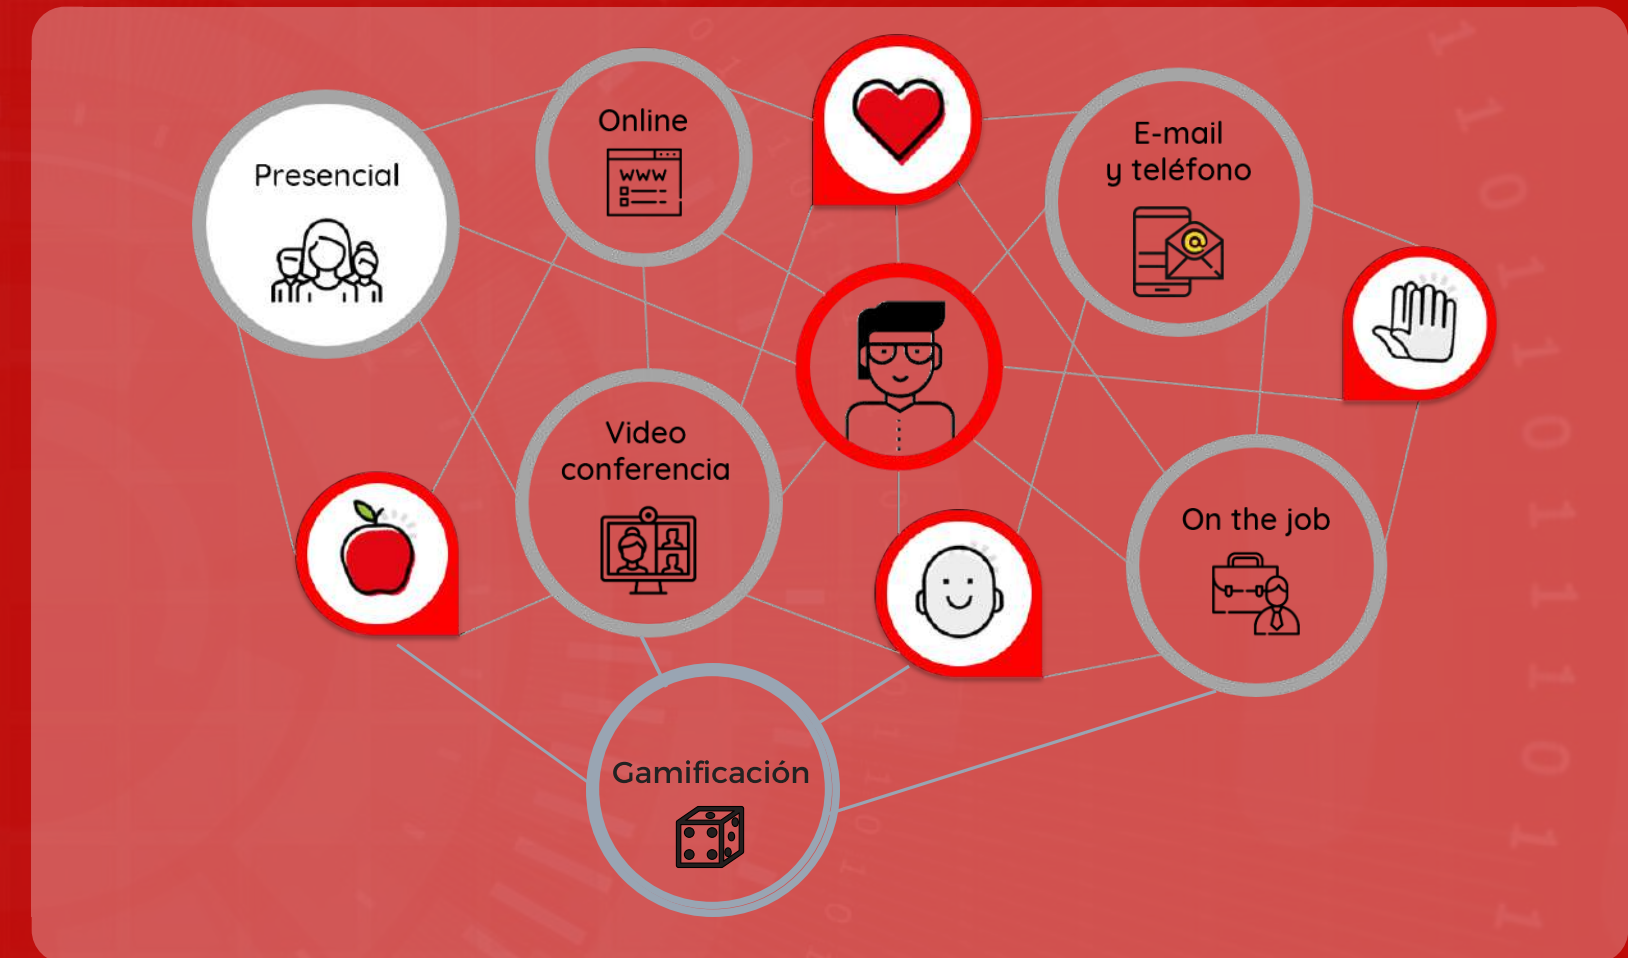 Presencial
Online
www
E-mail
y teléfono
@
Video
conferencia
On the job
Gamificación